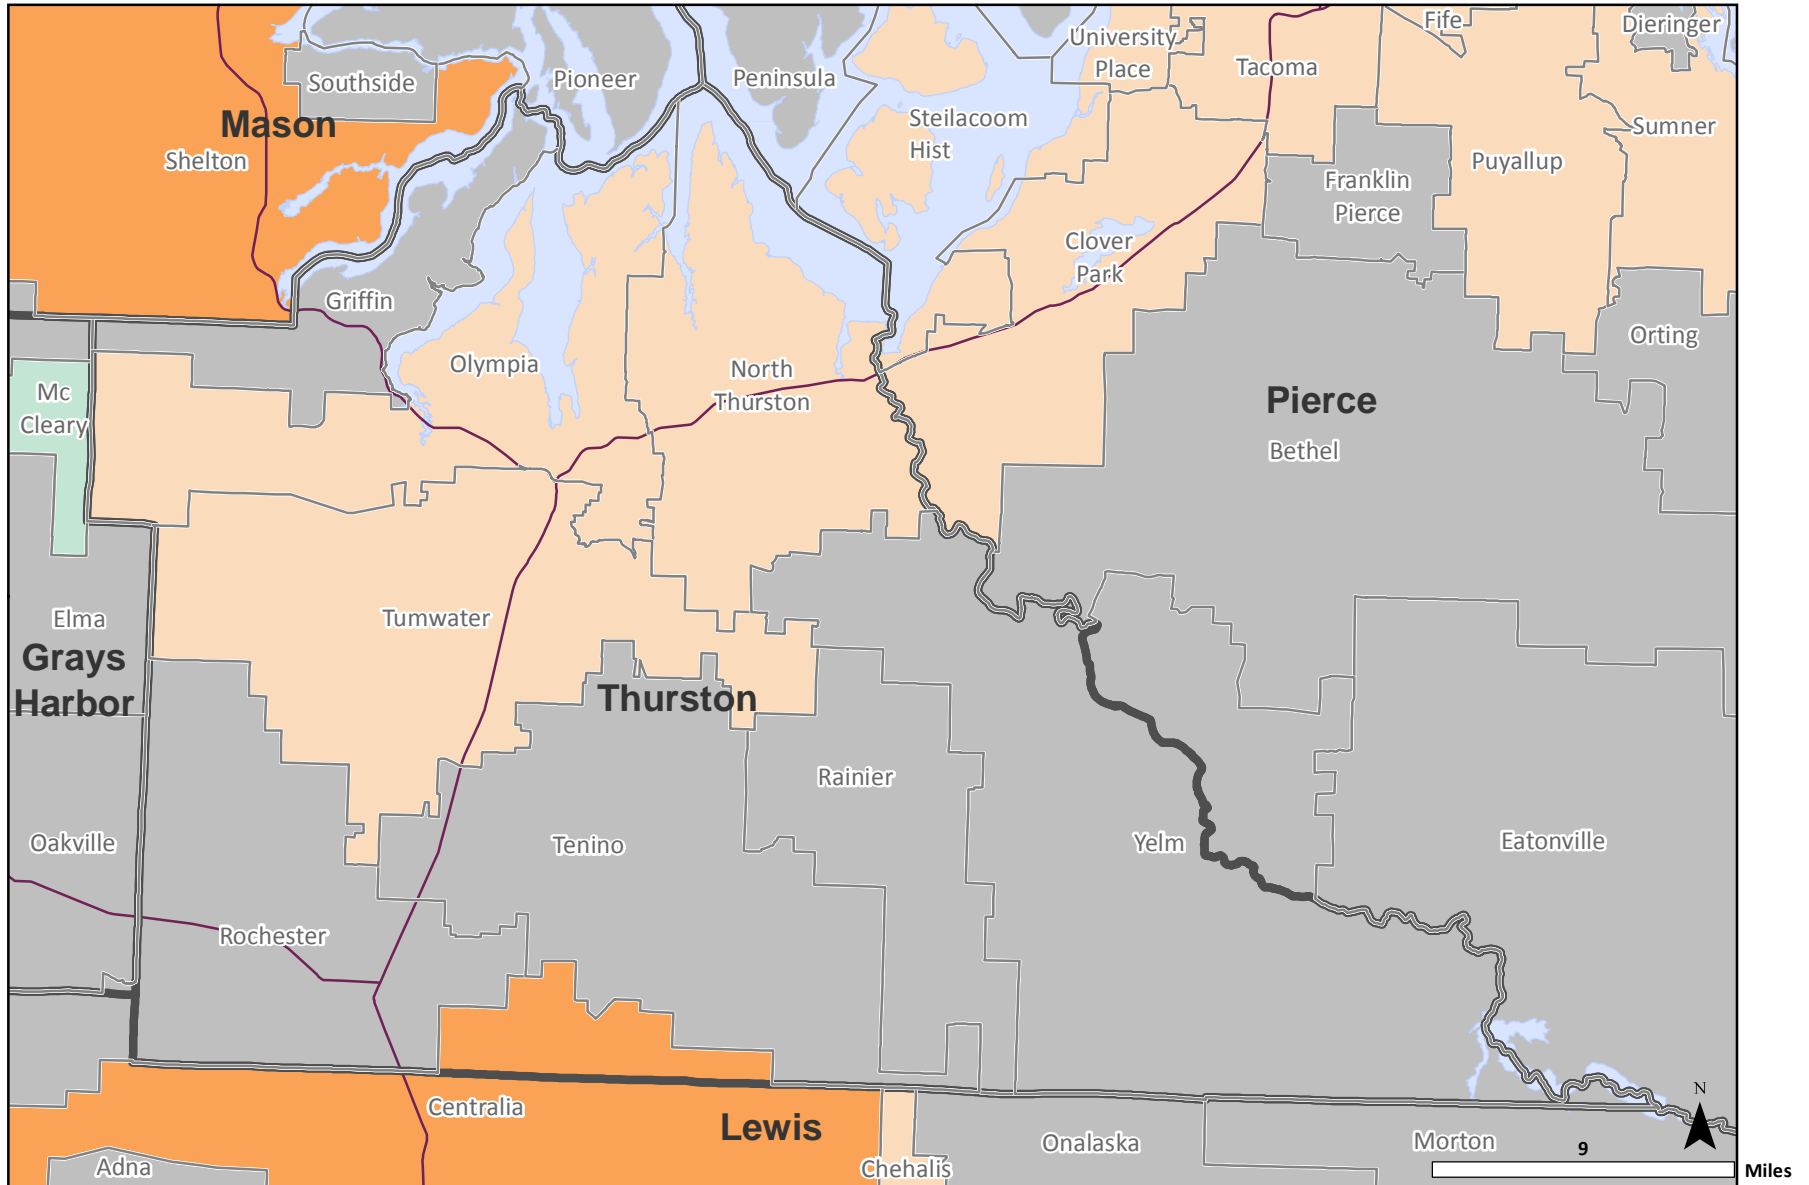 Fife
Dieringer
University
Place
Tacoma
Southside
Pioneer
Peninsula
Steilacoom
Hist
Mason
Sumner
Shelton
Puyallup
Franklin
Pierce
Clover
Park
Griffin
Orting
Olympia
North
Thurston
Mc
Cleary
Pierce
Bethel
Elma
Tumwater
Grays
Harbor
Thurston
Rainier
Oakville
Tenino
Yelm
Eatonville
Rochester
Centralia
Lewis
Onalaska
Morton
Adna
Chehalis
N
9
Miles